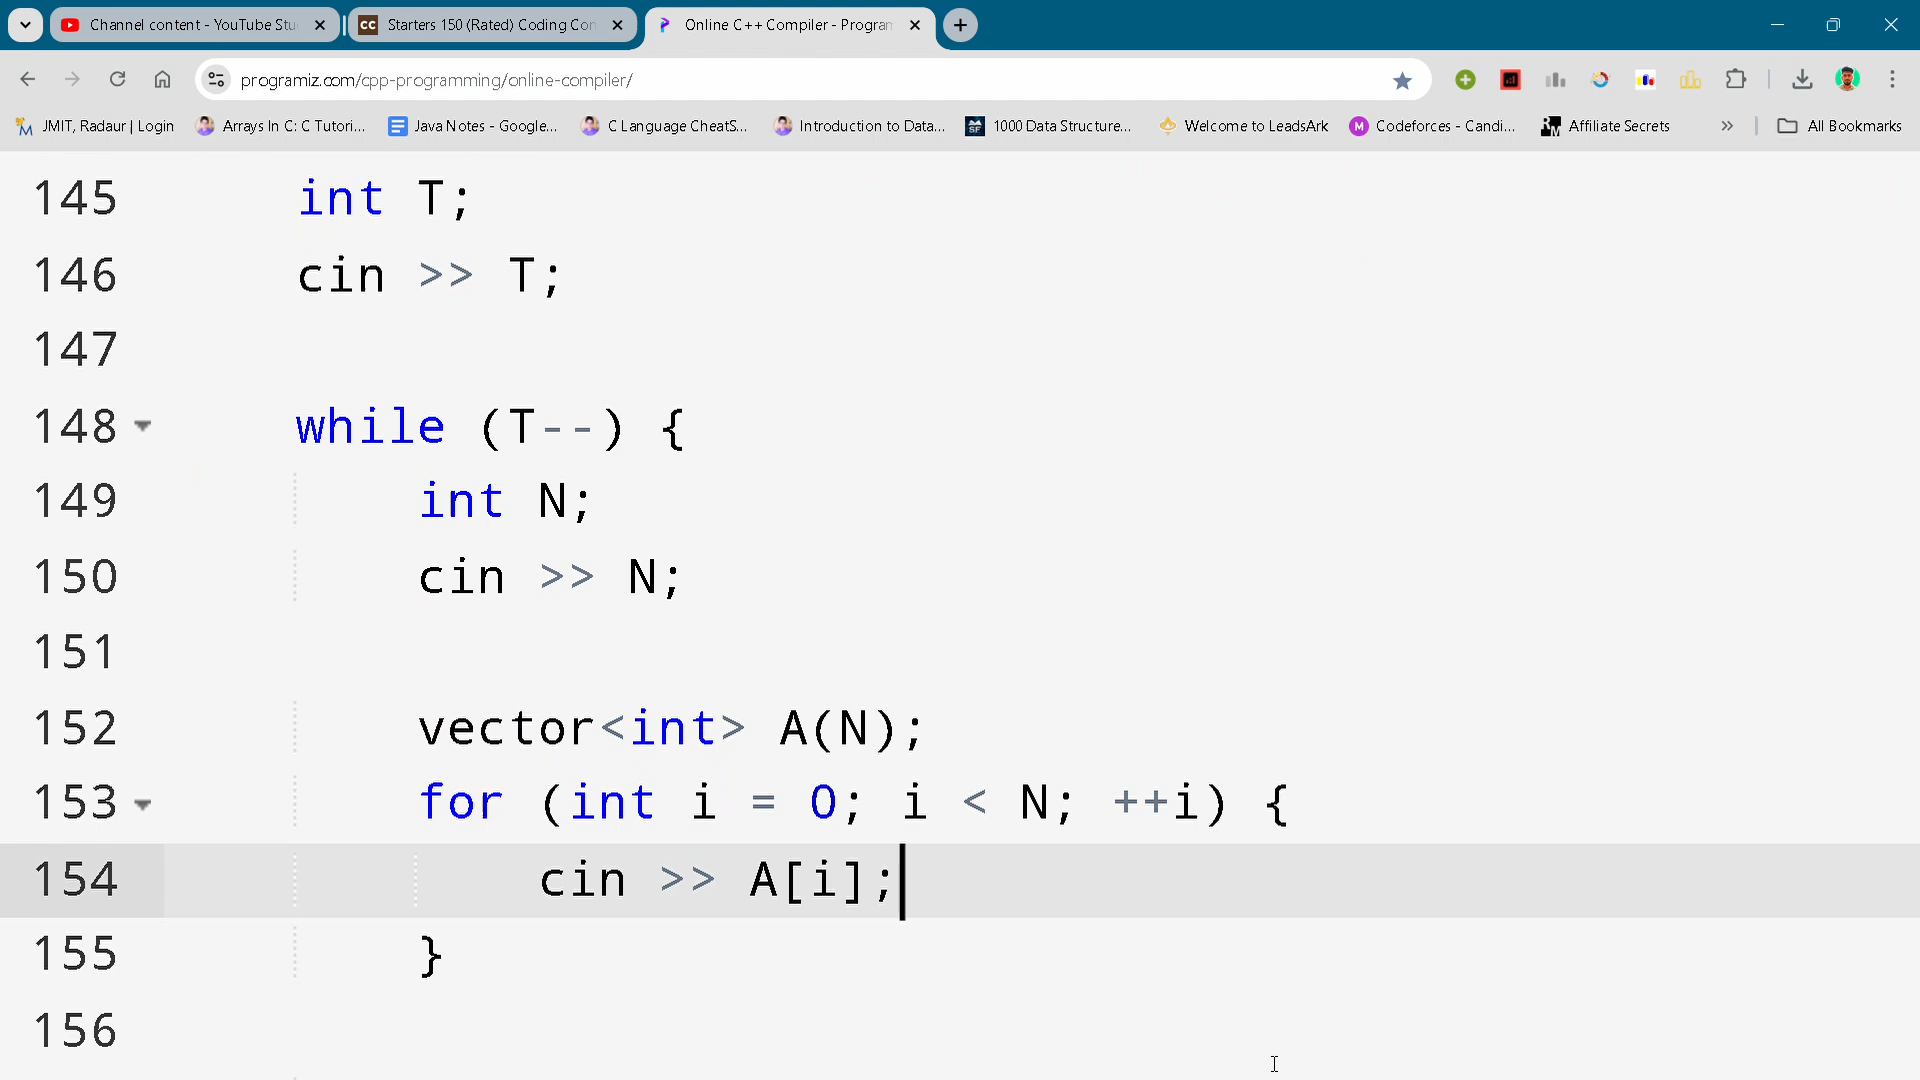 Channel content - YouTube Stu
Starters 150 (Rated) Coding Con
Online C++ Compiler - Program
programiz.com/cpp-programming/online-compiler/
JMIT, Radaur | Login
Arrays In C: C Tutori...
Java Notes - Google...
C Language CheatS...
Introduction to Data...
1000 Data Structure...
Welcome to LeadsArk
Codeforces - Candi...
Affiliate Secrets
All Bookmarks
145 int T;
146 cin >> T;
147
148 while (T--) {
149 int N;
150 cin >> N;
151
152 vector<int> A(N);
153 for (int i = 0; i < N; ++i) {
154 cin >> A[i];
155 }
156